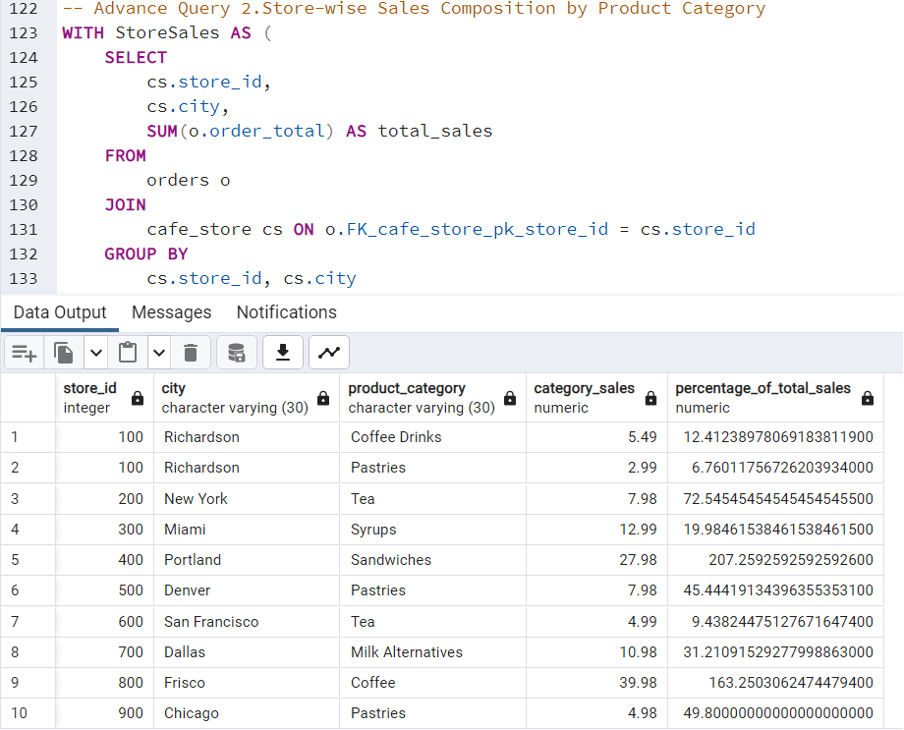 122 -- Advance Query 2.Store-wise Sales Composition by Product Category
123 WITH StoreSales AS (
124 SELECT
125 cs.store_id,
126 cs.city,
127 SUM(o.order_total) AS total_sales
128 FROM
129 orders o
130 JOIN
131 cafe_store cs ON o.FK_cafe_store_pk_store_id = cs.store_id
132 GROUP BY
133 cs.store_id, cs.city
Data Output Messages Notifications
store_id city product_category category_sales percentage_of_total_sales
integer character varying (30) character varying (30) numeric numeric
1 100 Richardson Coffee Drinks 5.49 12.41238978069183811900
2 100 Richardson Pastries 2.99 6.76011756726203934000
3 200 New York Tea 7.98 72.54545454545454545500
4 300 Miami Syrups 12.99 19.98461538461538461500
5 400 Portland Sandwiches 27.98 207.2592592592592600
6 500 Denver Pastries 7.98 45.44419134396355353100
7 600 San Francisco Tea 4.99 9.43824475127671647400
8 700 Dallas Milk Alternatives 10.98 31.21091529277998863000
9 800 Frisco Coffee 39.98 163.2503062474479400
10 900 Chicago Pastries 4.98 49.80000000000000000000